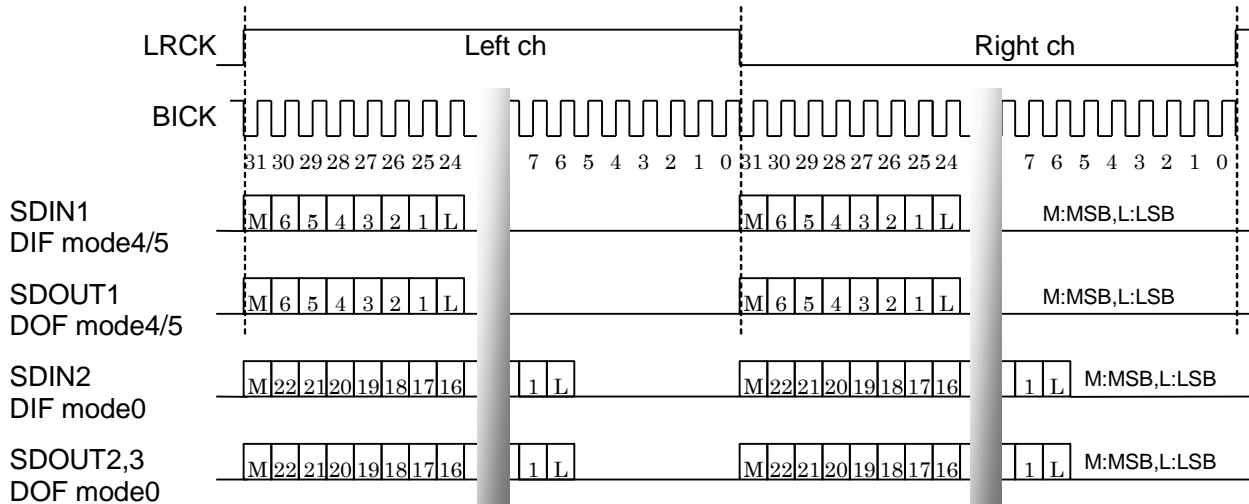 LRCK Left ch Right ch
BICK
31 30 29 28 27 26 25 24 7 6 5 4 3 2 1 0 31 30 29 28 27 26 25 24 7 6 5 4 3 2 1 0
SDIN1
DIF mode4/5
M 6 5 4 3 2 1 L M 6 5 4 3 2 1 L M:MSB,L:LSB
SDOUT1
DOF mode4/5
M 6 5 4 3 2 1 L M 6 5 4 3 2 1 L M:MSB,L:LSB
SDIN2
DIF mode0
M 22 21 20 19 18 17 16 1 L M 22 21 20 19 18 17 16 1 L M:MSB,L:LSB
SDOUT2,3
DOF mode0
M 22 21 20 19 18 17 16 1 L M 22 21 20 19 18 17 16 1 L M:MSB,L:LSB